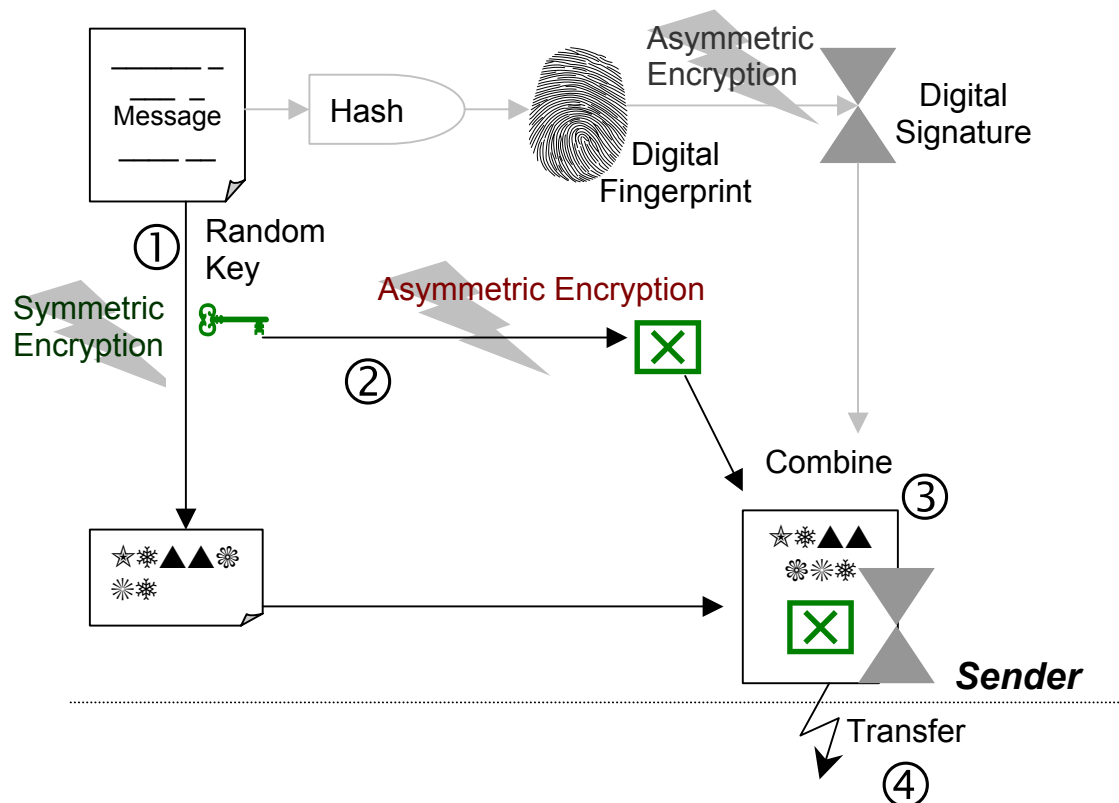 Message
Hash
Digital
Fingerprint
Asymmetric
Encryption
Digital
Signature
①
Random
Key
Symmetric
Encryption
Asymmetric Encryption
②
Combine
③
Sender
Transfer
④